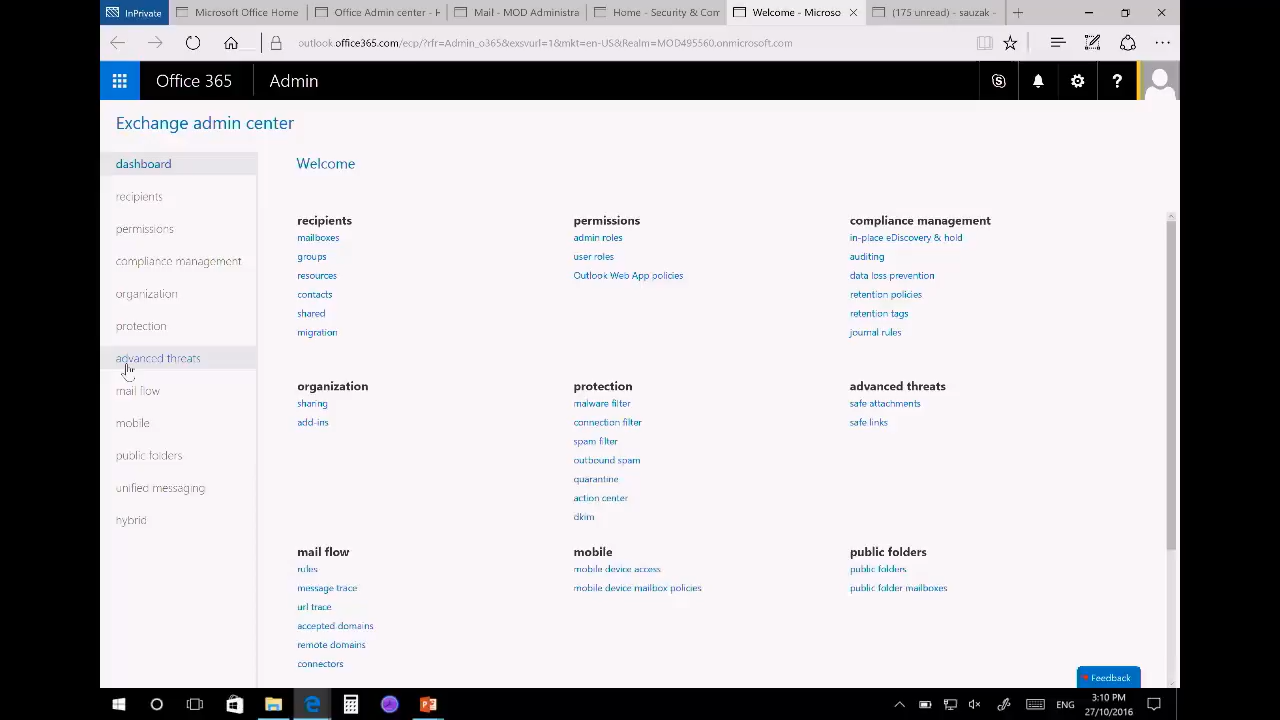 InPrivate
Microsoft Office Home
Office Admin center - H
Mail - MOD Administra
Home - Security & Com
Welcome - Microso
(175 unread) - sauzak -
outlook.office365.com/ecp/?rfr=Admin_o365&exsvurl=1&mkt=en-US&Realm=MOD495560.onmicrosoft.com
Office 365
Admin
Exchange admin center
dashboard
recipients
permissions
compliance management
organization
protection
advanced threats
mail flow
mobile
public folders
unified messaging
hybrid
Welcome
recipients
mailboxes
groups
resources
contacts
shared
migration
permissions
admin roles
user roles
Outlook Web App policies
compliance management
in-place eDiscovery & hold
auditing
data loss prevention
retention policies
retention tags
journal rules
organization
sharing
add-ins
protection
malware filter
connection filter
spam filter
outbound spam
quarantine
action center
dkim
advanced threats
safe attachments
safe links
mail flow
rules
message trace
url trace
accepted domains
remote domains
connectors
mobile
mobile device access
mobile device mailbox policies
public folders
public folders
public folder mailboxes
Feedback
ENG
3:10 PM
27/10/2016